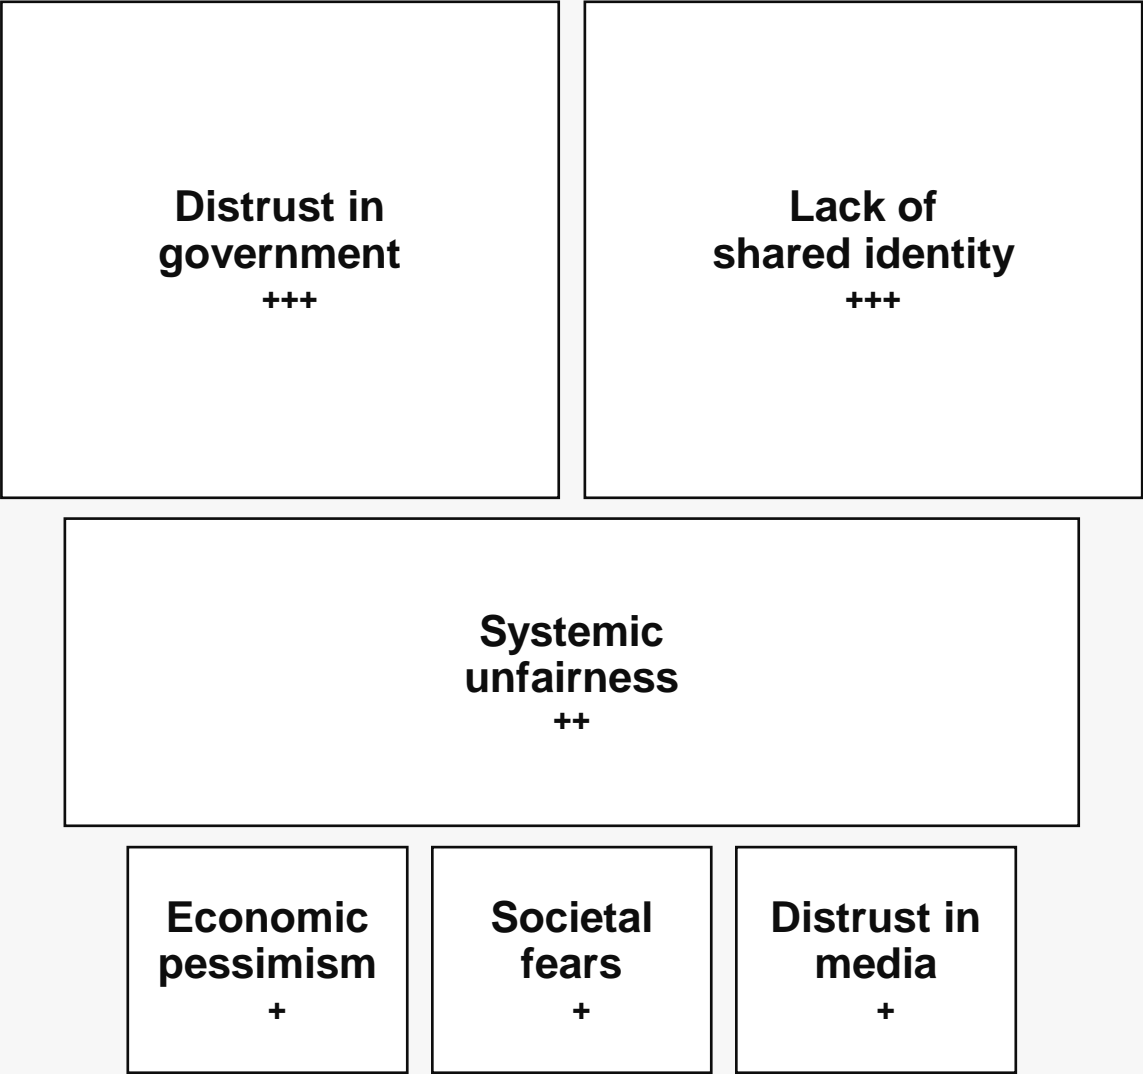 Distrust in
government
+++
Lack of
shared identity
+++
Systemic
unfairness
++
Economic
pessimism
+
Societal
fears
+
Distrust in
media
+